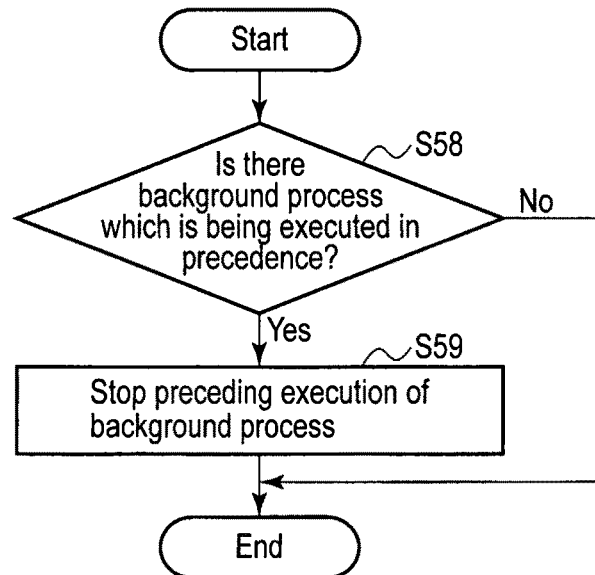 Start
S58
Is there
background process
which is being executed in
precedence?
No
Yes
S59
Stop preceding execution of
background process
End